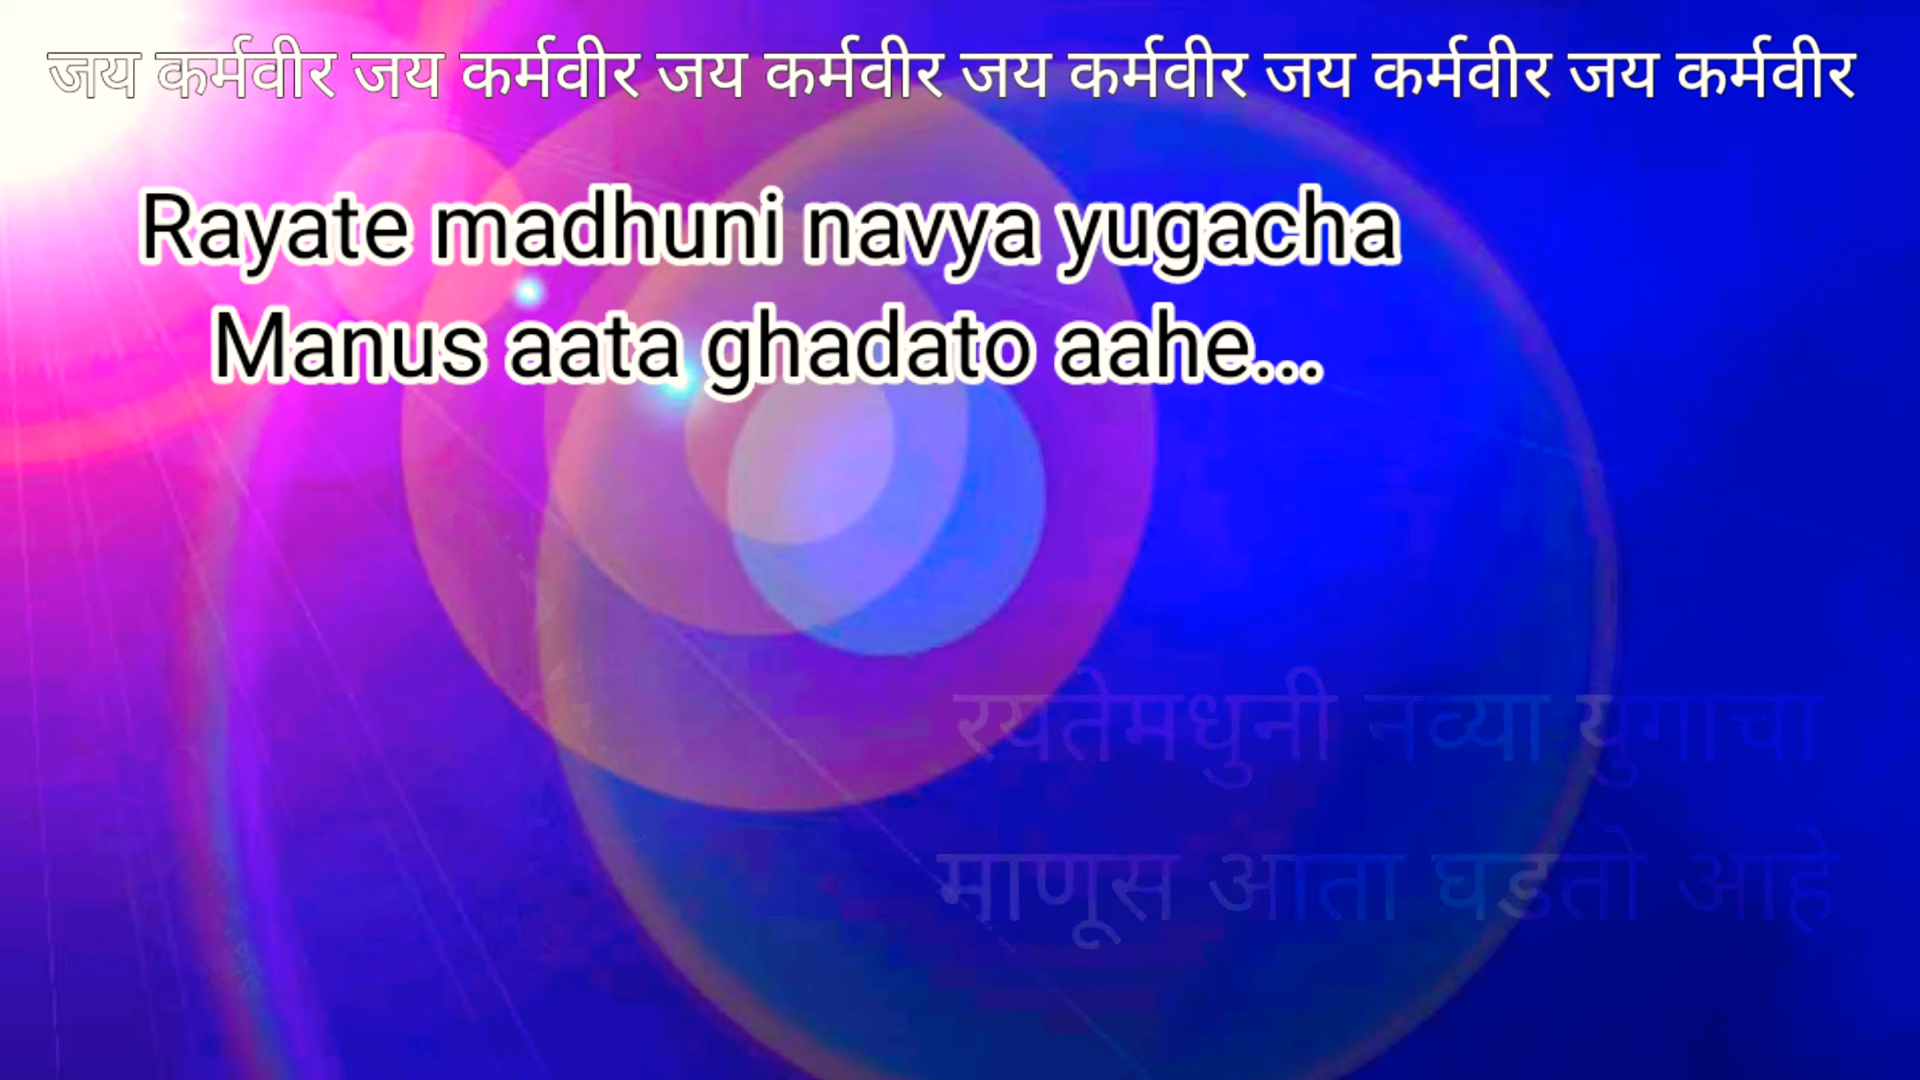 जय कर्मवीर जय कर्मवीर जय कर्मवीर जय कर्मवीर जय कर्मवीर जय कर्मवीर
Rayate madhuni navya yugacha
Manus aata ghadato aahe...
रयतेमधुनी नव्या युगाचा
माणूस आता घडतो आहे